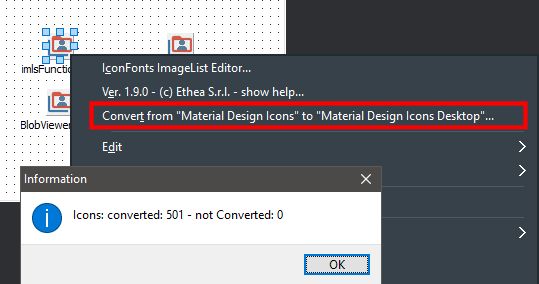 imlsFunction
BlobViewer
IconFonts ImageList Editor...
Ver. 1.9.0 - (c) Ethea S.r.l. - show help...
Convert from "Material Design Icons" to "Material Design Icons Desktop"...
Edit
Information
Icons: converted: 501 - not Converted: 0
OK